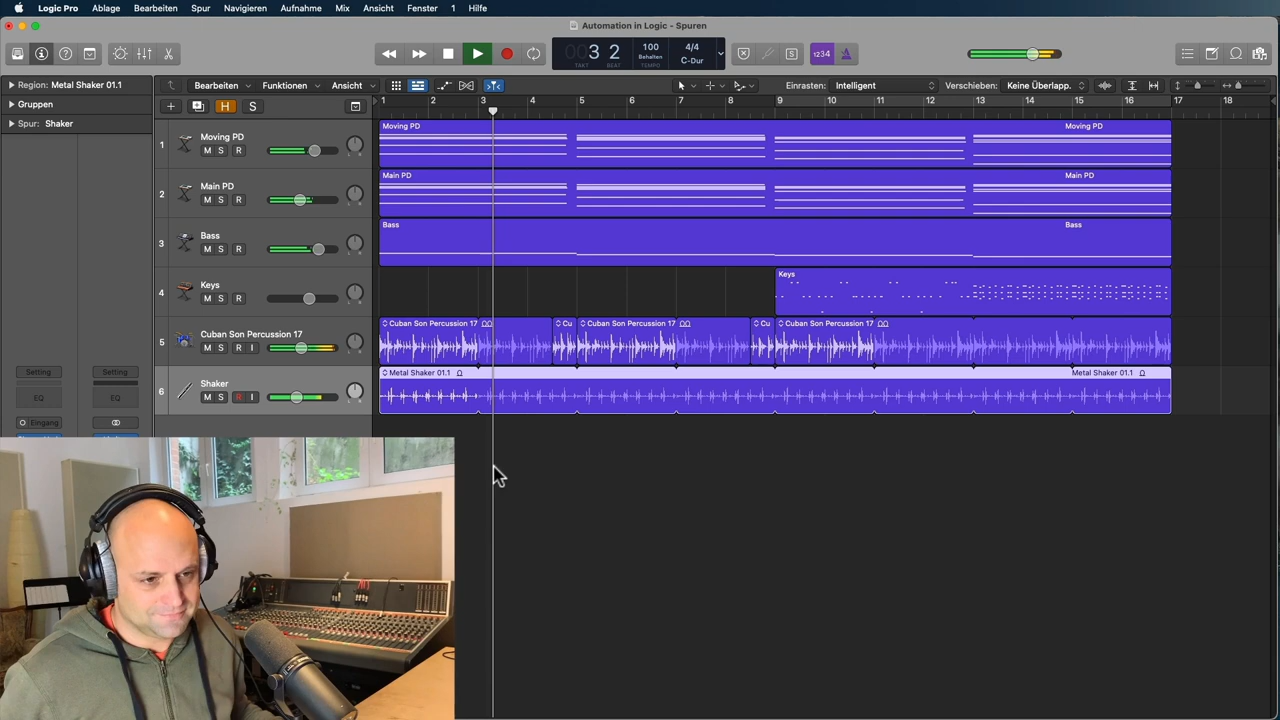 Logic Pro Ablage Bearbeiten Spur Navigieren Aufnahme Mix Ansicht Fenster 1 Hilfe
Automation in Logic - Spuren
003 2 100 4/4
Behalten C-Dur
TAKT BEAT TEMPO
S 1234
Region: Metal Shaker 01.1
Bearbeiten Funktionen Ansicht Einrasten: Intelligent Verschieben: Keine Überlapp.
Gruppen
H S
1 2 3 4 5 6 7 8 9 10 11 12 13 14 15 16 17 18
Spur: Shaker
1 Moving PD M S R
Moving PD Moving PD
2 Main PD M S R
Main PD Main PD
3 Bass M S R
Bass Bass
4 Keys M S R
Keys
5 Cuban Son Percussion 17 M S R I
Cuban Son Percussion 17 Cu Cuban Son Percussion 17 Cu Cuban Son Percussion 17
6 Shaker M S R I
Metal Shaker 01.1 Metal Shaker 01.1
Setting Setting
EQ EQ
Eingang